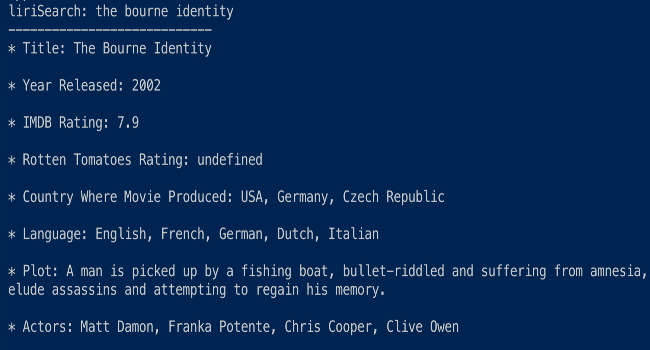 liriSearch: the bourne identity
----------------------------
* Title: The Bourne Identity
* Year Released: 2002
* IMDB Rating: 7.9
* Rotten Tomatoes Rating: undefined
* Country Where Movie Produced: USA, Germany, Czech Republic
* Language: English, French, German, Dutch, Italian
* Plot: A man is picked up by a fishing boat, bullet-riddled and suffering from amnesia,
elude assassins and attempting to regain his memory.
* Actors: Matt Damon, Franka Potente, Chris Cooper, Clive Owen